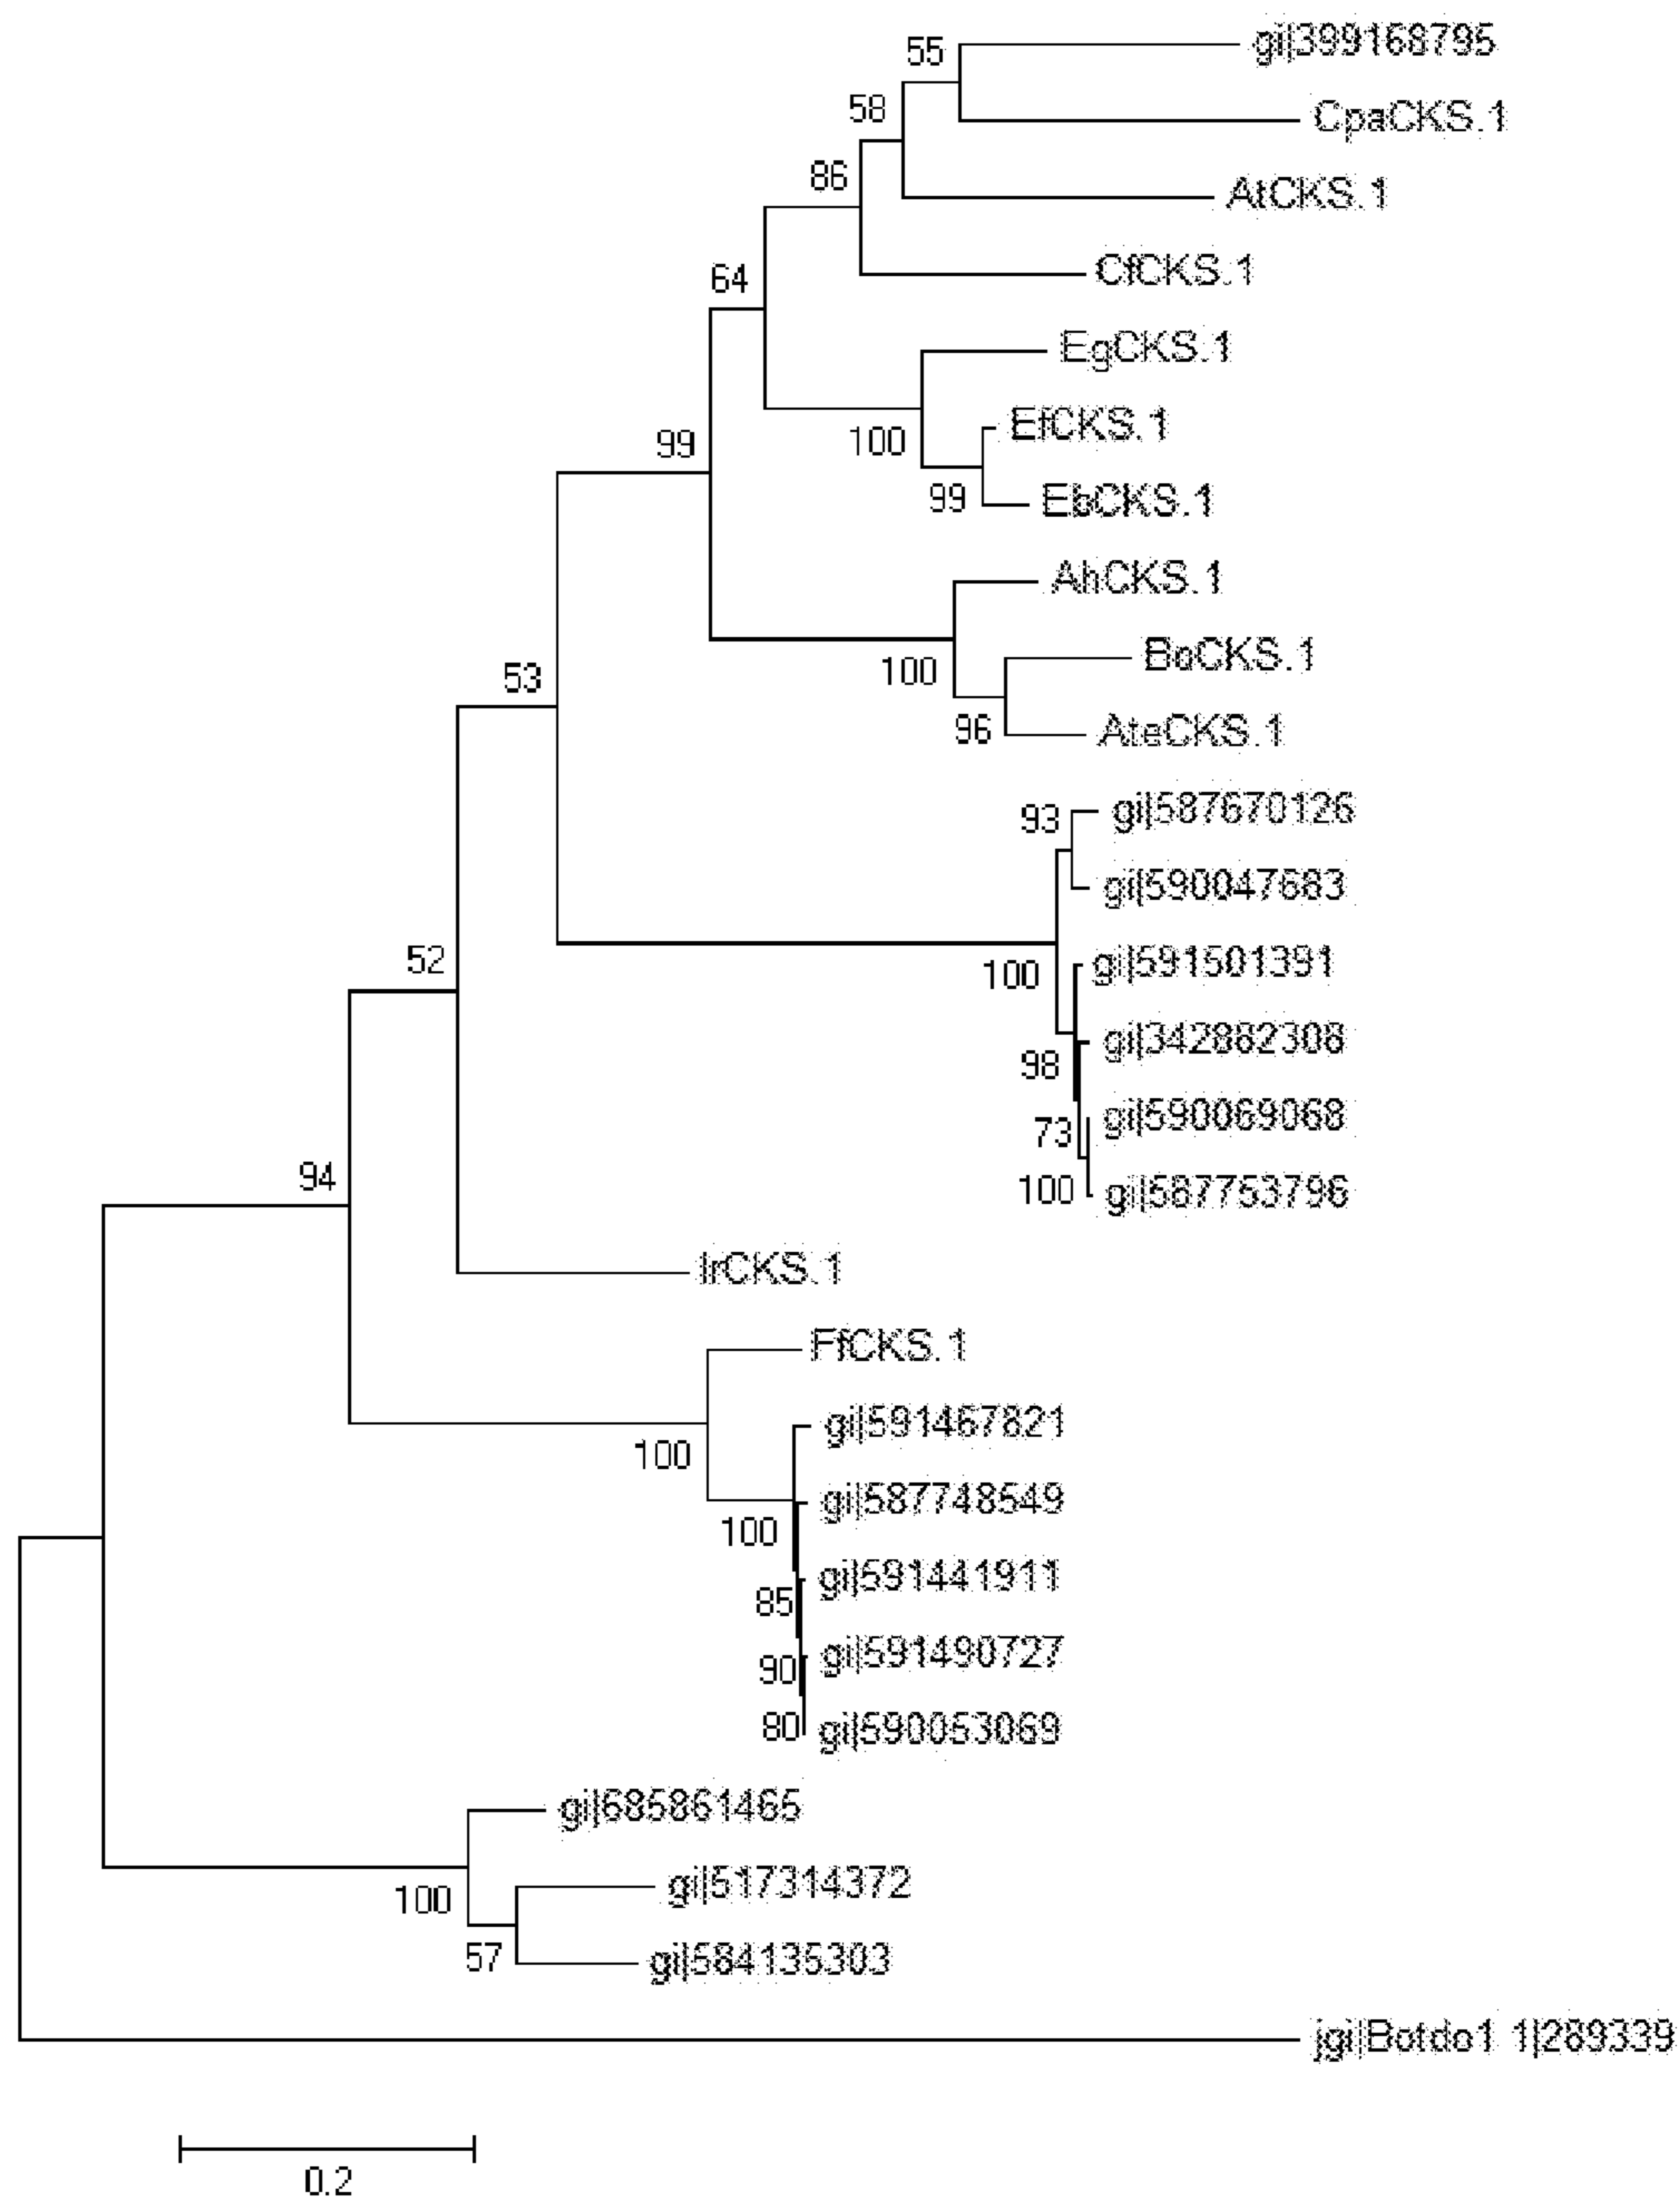 55
gi|399168795
58
CpaCKS.1
86
AtCKS.1
CfCKS.1
64
EgCKS.1
EfCKS.1
100
99
99
EbCKS.1
AhCKS.1
BoCKS.1
100
53
96
AteCKS.1
93
gi|587670126
gi|590047683
52
100
gi|591501391
98
gi|342882308
73
gi|590069068
100
gi|587753796
94
IrCKS.1
FfCKS.1
100
gi|591467821
gi|587748549
100
85
gi|591441911
90
gi|591490727
80
gi|590053069
gi|685861465
gi|517314372
100
57
gi|584135303
jgi|Botdo1 1|289339
0.2